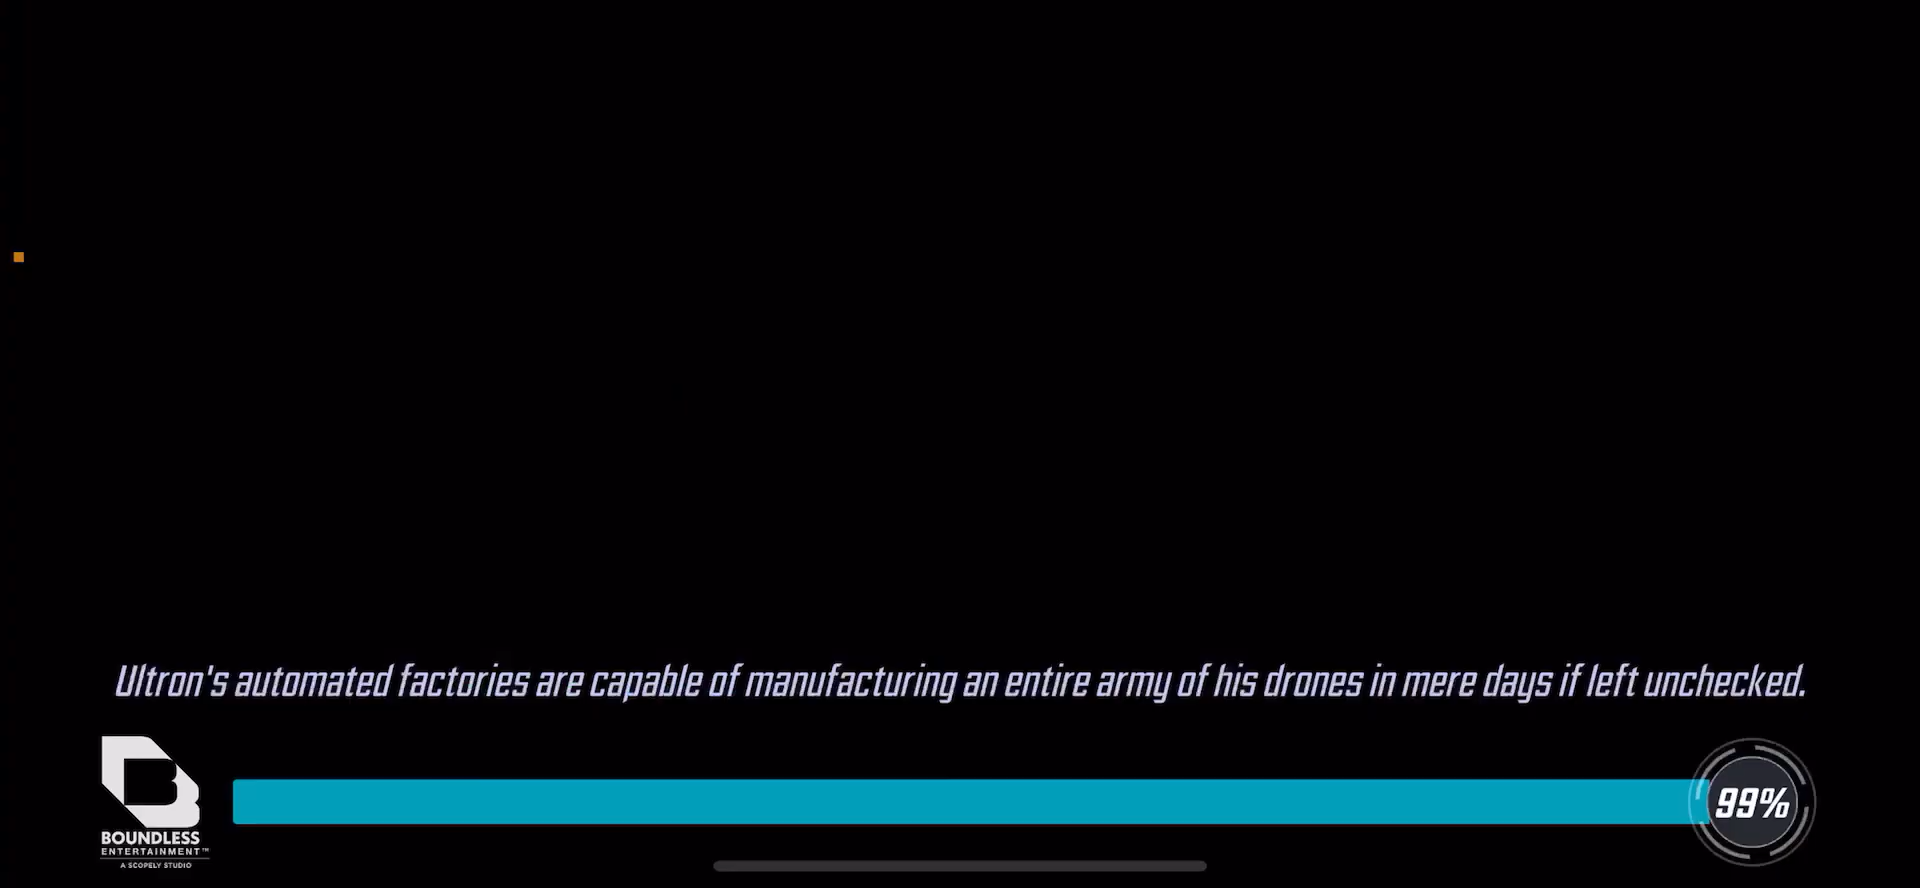 Ultron's automated factories are capable of manufacturing an entire army of his drones in mere days if left unchecked.
99%
BOUNDLESS
ENTERTAINMENT™
A SCOPELY STUDIO